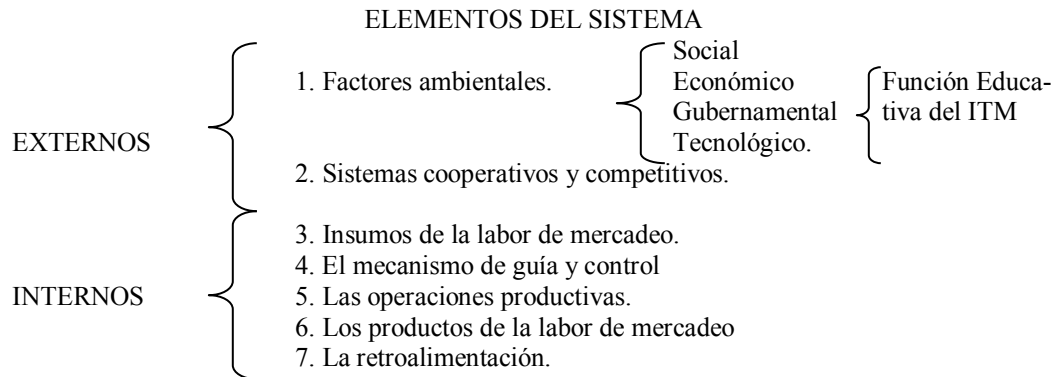 ELEMENTOS DEL SISTEMA
Social
1. Factores ambientales.
Económico
Función Educa-
Gubernamental
tiva del ITM
EXTERNOS
Tecnológico.
2. Sistemas cooperativos y competitivos.
3. Insumos de la labor de mercadeo.
4. El mecanismo de guía y control
INTERNOS
5. Las operaciones productivas.
6. Los productos de la labor de mercadeo
7. La retroalimentación.